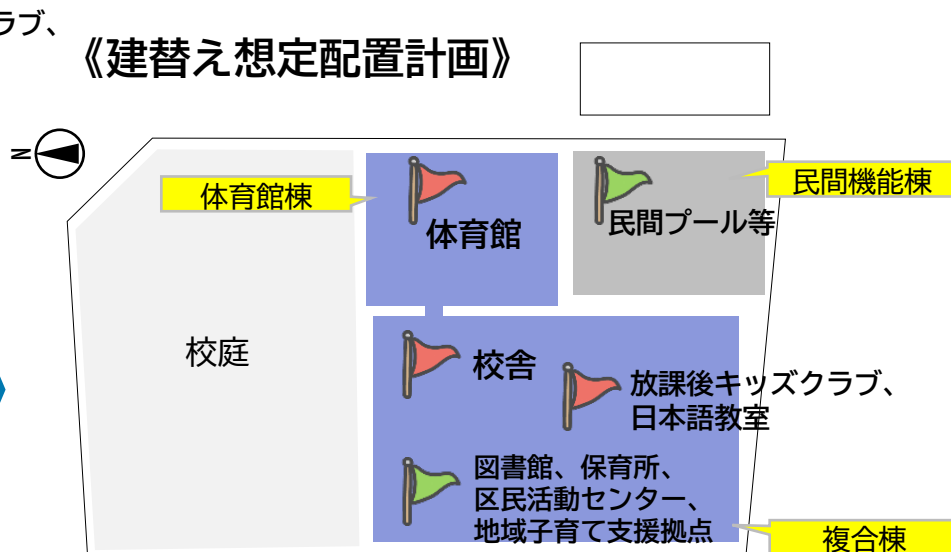 ラブ、
《建替え想定配置計画》
N
体育館棟
民間機能棟
体育館
民間プール等
校庭
校舎
放課後キッズクラブ、
日本語教室
図書館、保育所、
区民活動センター、
地域子育て支援拠点
複合棟